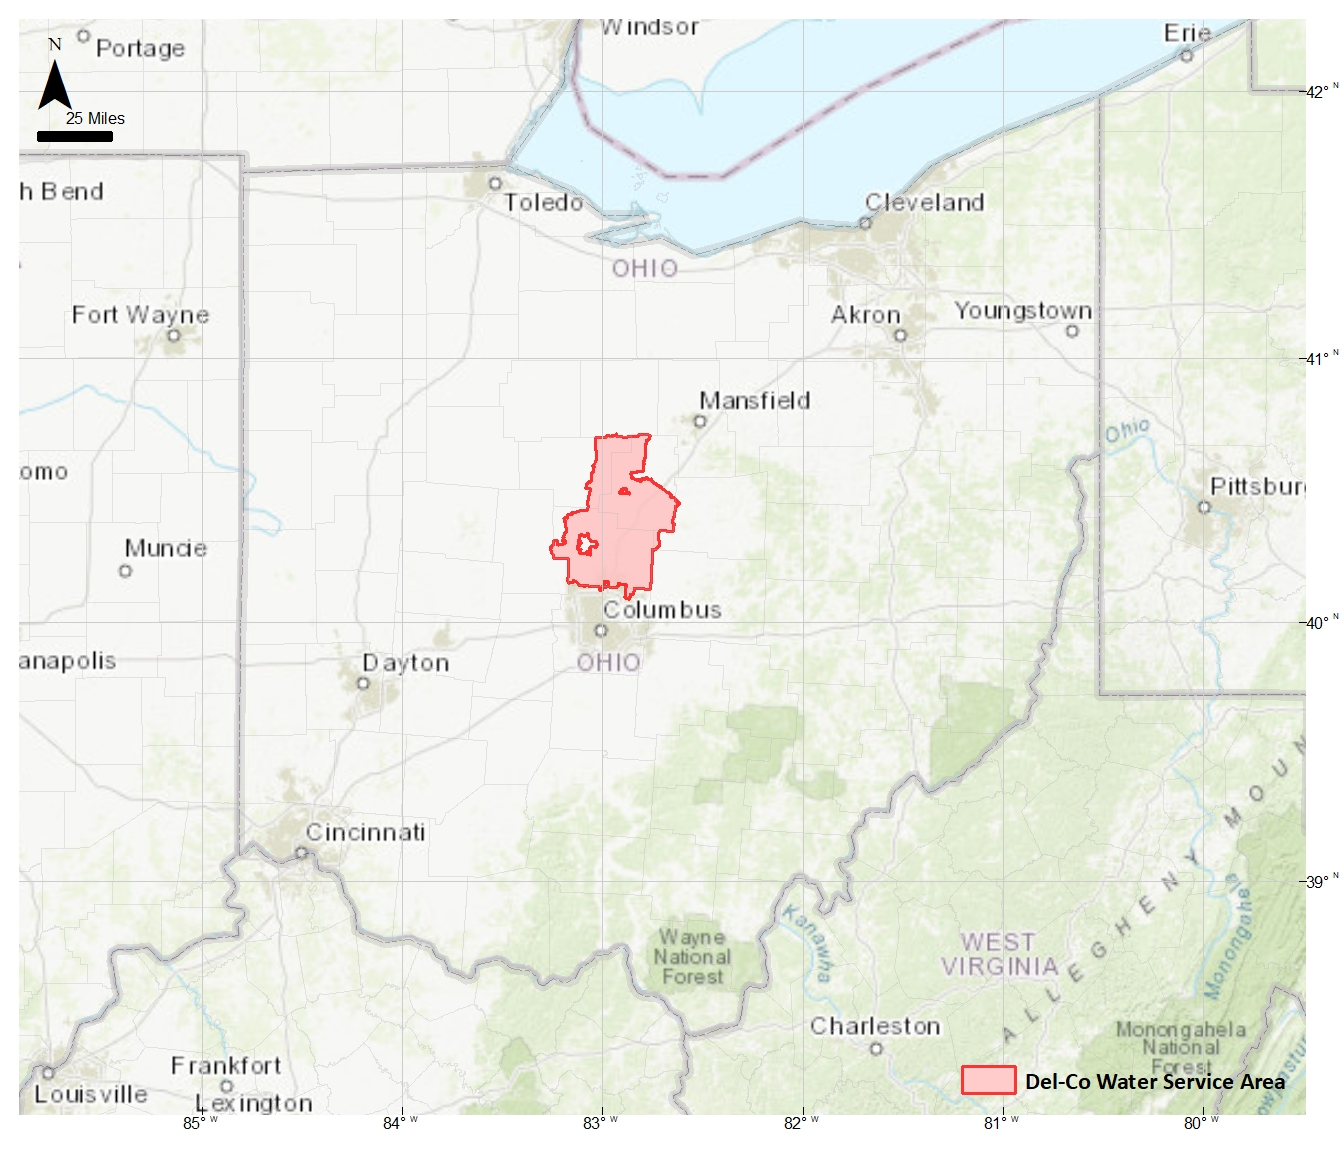 Windsor
Erie
Portage
N
42° N
25 Miles
h Bend
Toledo
Cleveland
OHIO
Fort Wayne
Akron
Youngstown
41° N
Mansfield
Ohio
omo
Pittsbur
Muncie
Columbus
40° N
anapolis
Dayton
OHIO
ALLEGHENY MOUN
Cincinnati
39° N
Monongahela
Kanawha
Wayne
National
Forest
WEST
VIRGINIA
Charleston
Monongahela
National
Forest
Frankfort
Del-Co Water Service Area
Louisville
Lexington
85° W
84° W
83° W
82° W
81° W
80° W